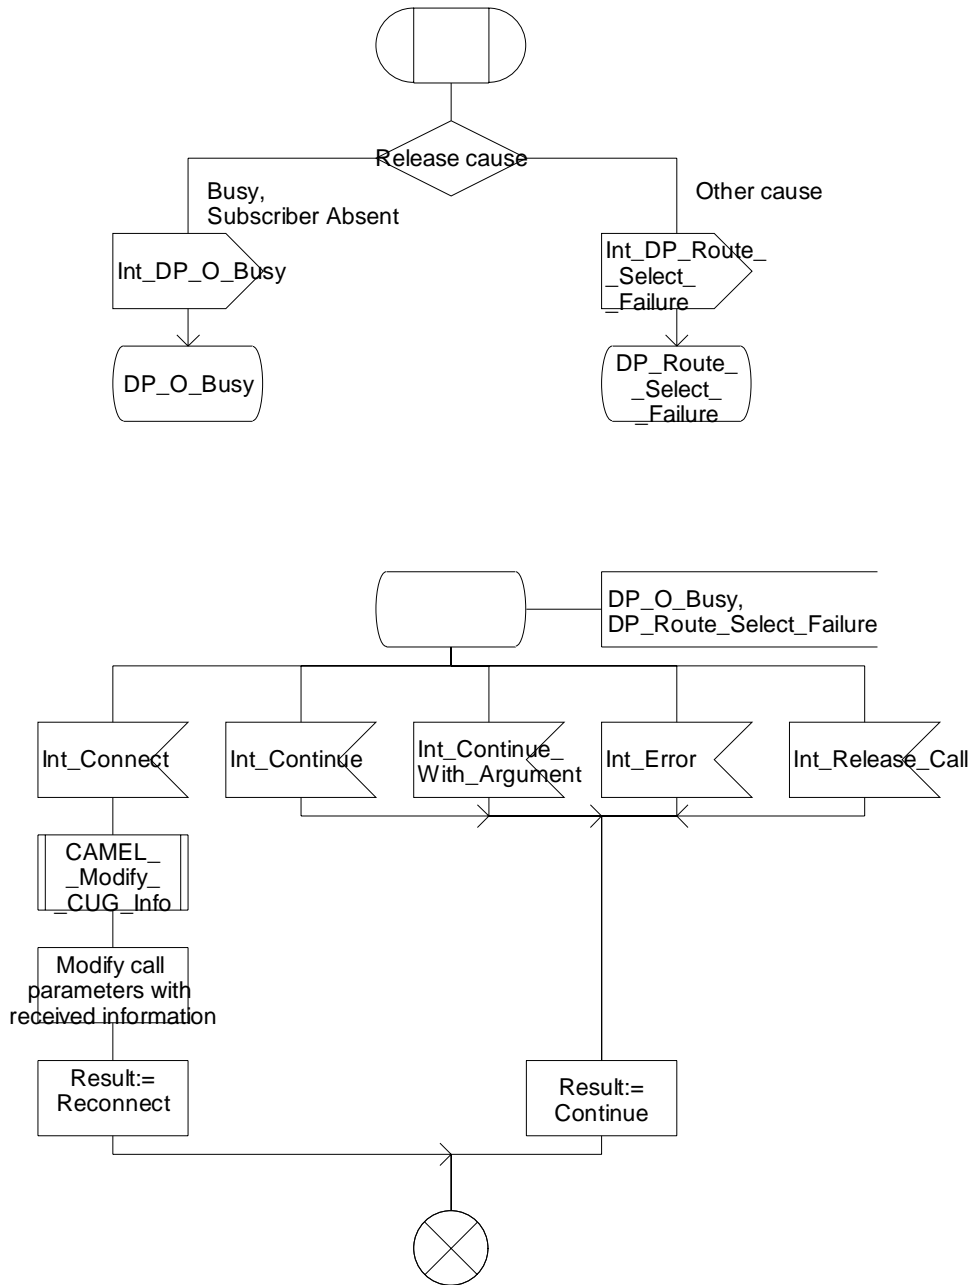 Release cause
Busy,
Subscriber Absent
Other cause
Int_DP_O_Busy
Int_DP_Route_
_Select_
_Failure
DP_O_Busy
DP_Route_
_Select_
_Failure
DP_O_Busy,
DP_Route_Select_Failure
Int_Connect
Int_Continue
Int_Continue_
With_Argument
Int_Error
Int_Release_Call
CAMEL_
_Modify_
_CUG_Info
Modify call
parameters with
received information
Result:=
Reconnect
Result:=
Continue